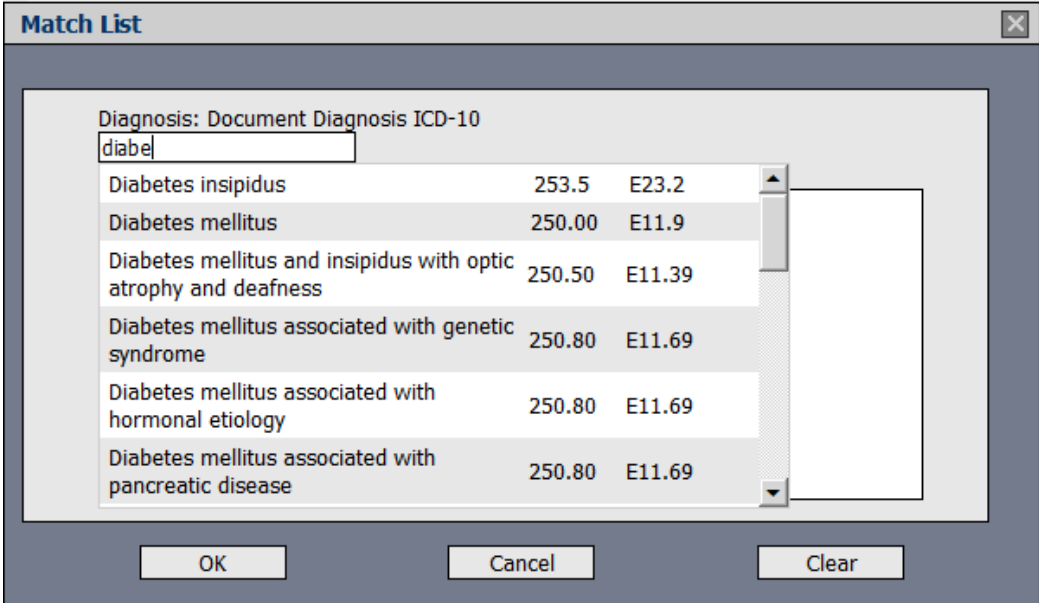 Match List
Diagnosis: Document Diagnosis ICD-10
diabe
Diabetes insipidus 253.5 E23.2
Diabetes mellitus 250.00 E11.9
Diabetes mellitus and insipidus with optic
atrophy and deafness 250.50 E11.39
Diabetes mellitus associated with genetic
syndrome 250.80 E11.69
Diabetes mellitus associated with
hormonal etiology 250.80 E11.69
Diabetes mellitus associated with
pancreatic disease 250.80 E11.69
OK Cancel Clear